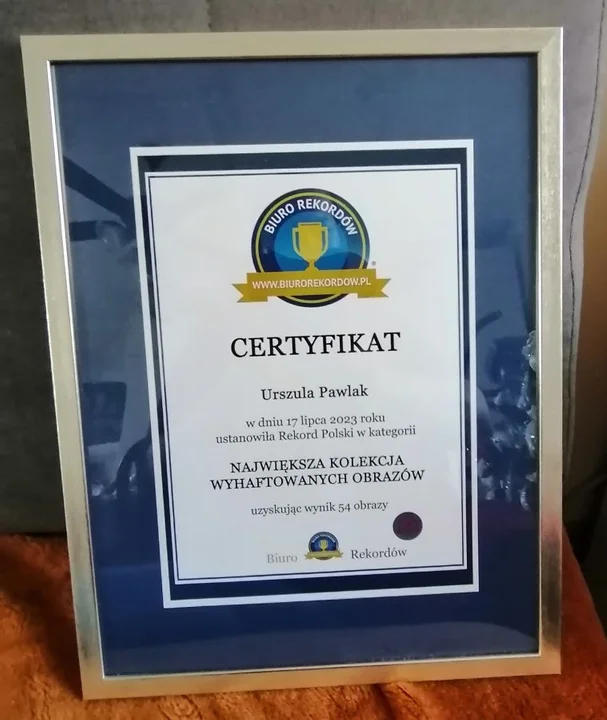 BIURO REKORDÓW
WWW.BIUROREKORDOW.PL
CERTYFIKAT
Urszula Pawlak
w dniu 17 lipca 2023 roku
ustanowiła Rekord Polski w kategorii
NAJWIĘKSZA KOLEKCJA
WYHAFTOWANYCH OBRAZÓW
uzyskując wynik 54 obrazy
Biuro Rekordów